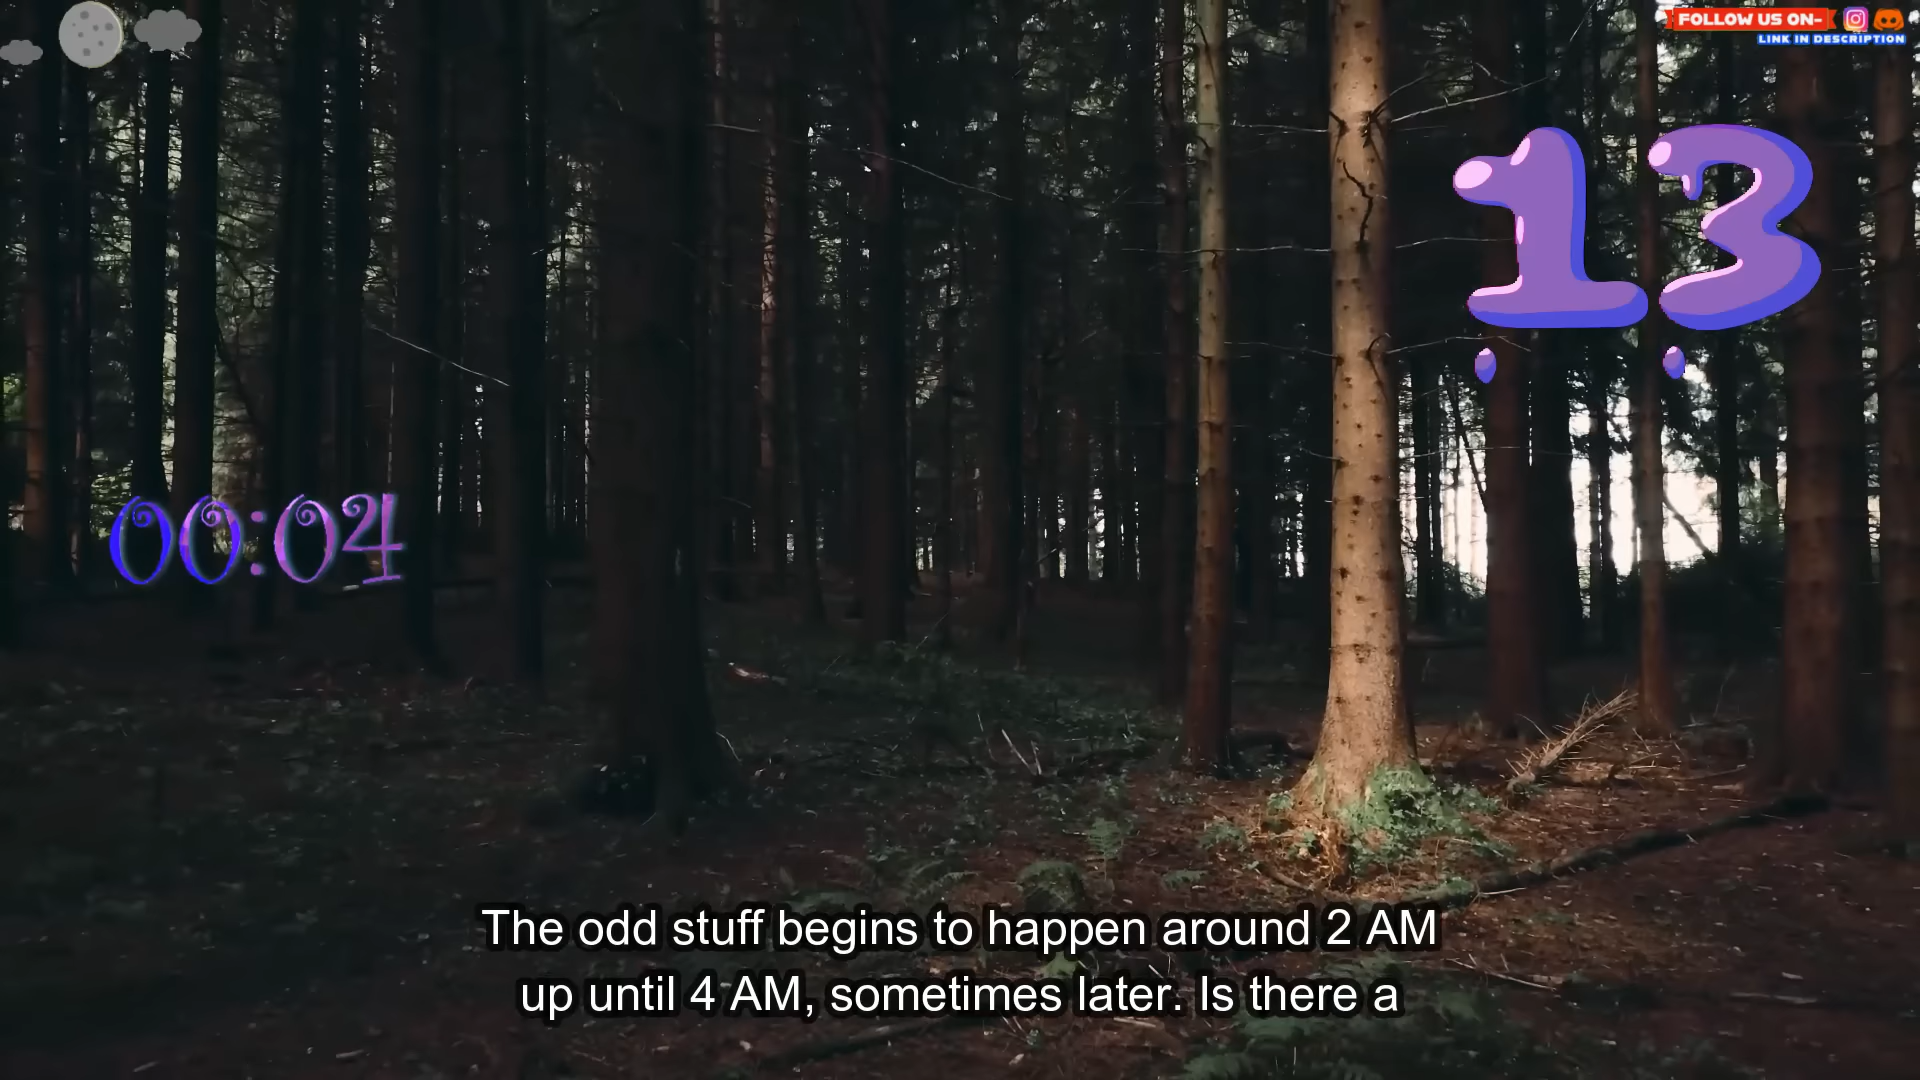 FOLLOW US ON-
LINK IN DESCRIPTION
13
00:04
The odd stuff begins to happen around 2 AM
up until 4 AM, sometimes later. Is there a